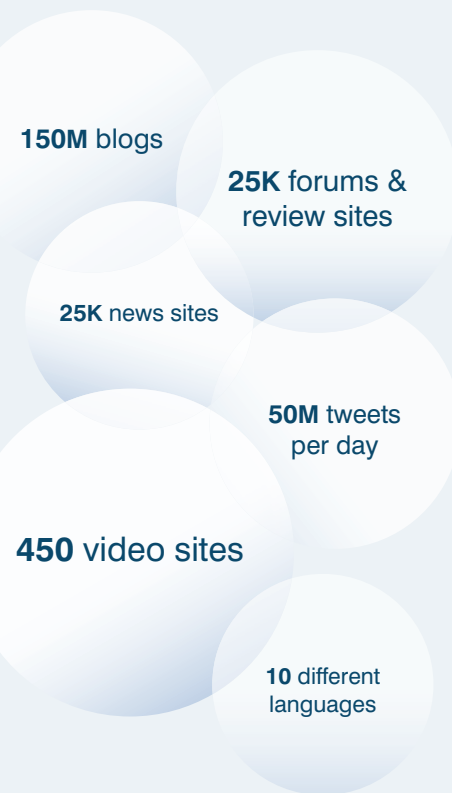 150M blogs
25K forums &
review sites
25K news sites
50M tweets
per day
450 video sites
10 different
languages